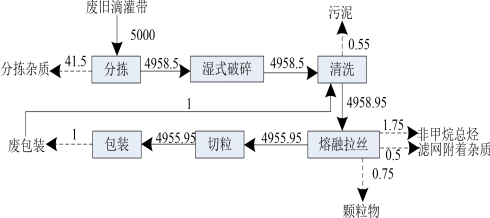 废旧滴灌带
5000
污泥
0.55
分拣杂质
41.5
分拣
4958.5
湿式破碎
4958.5
清洗
4958.95
1
废包装
1
包装
4955.95
切粒
4955.95
熔融拉丝
1.75
非甲烷总烃
0.5
滤网附着杂质
0.75
颗粒物